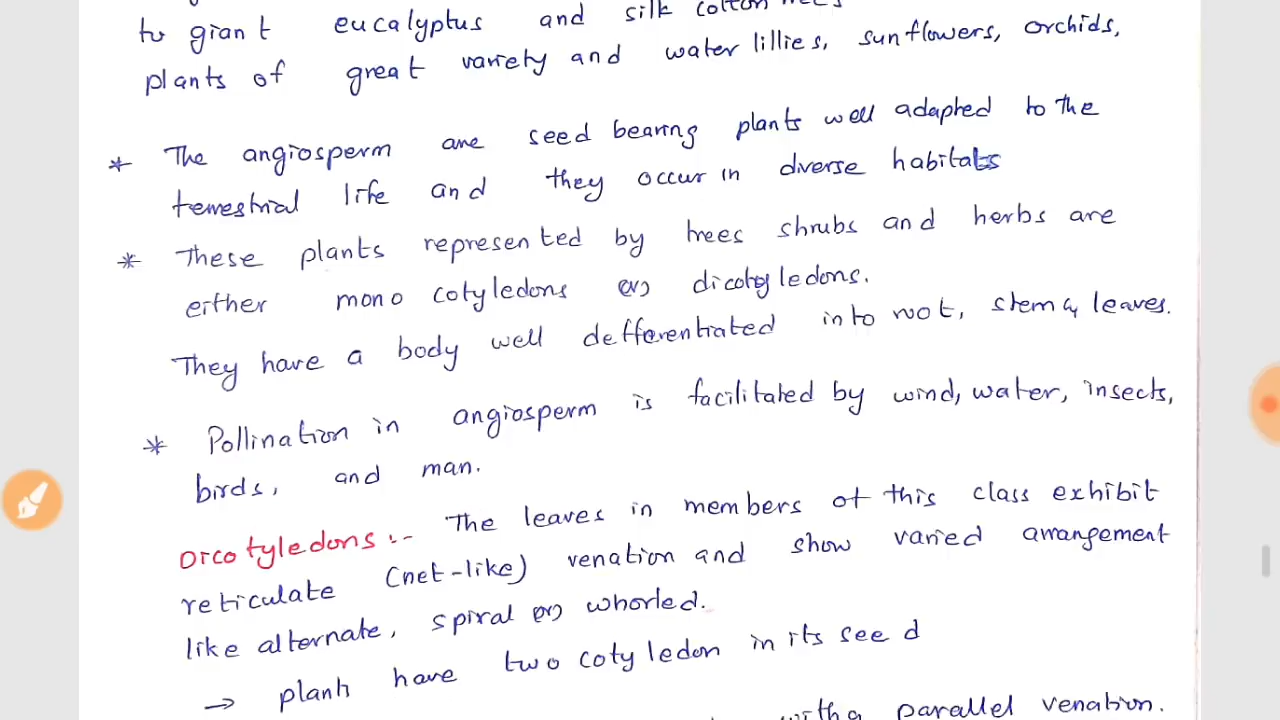 to giant eucalyptus and silk cotton trees
plants of great variety and water lillies, sunflowers, orchids,
* The angiosperm are seed bearing plants well adapted to the
terrestrial life and they occur in diverse habitats
* These plants represented by trees shrubs and herbs are
either mono cotyledons (or) dicotyledons.
They have a body well defferentiated into root, stem & leaves.
* Pollination in angiosperm is facilitated by wind, water, insects,
birds, and man.
Dicotyledons :- The leaves in members of this class exhibit
reticulate (net-like) venation and show varied arrangement
like alternate, spiral (or) whorled.
→ plants have two cotyledon in its seed
with a parallel venation.